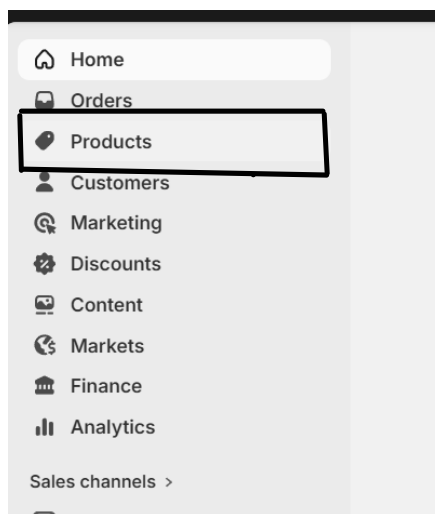 Home
Orders
Products
Customers
Marketing
Discounts
Content
Markets
Finance
Analytics
Sales channels >